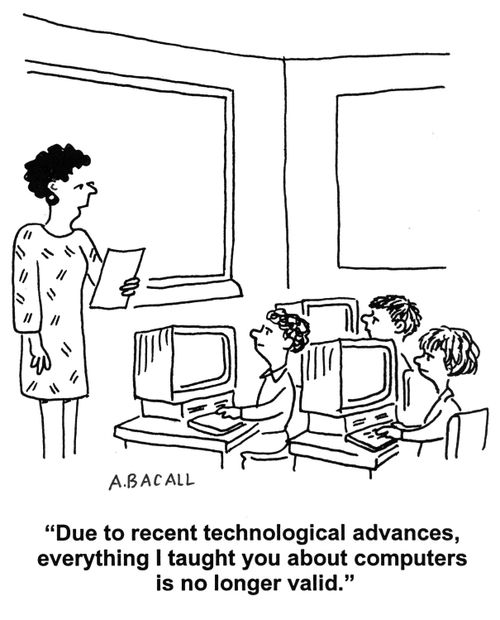 A.BACALL
“Due to recent technological advances,
everything I taught you about computers
is no longer valid.”